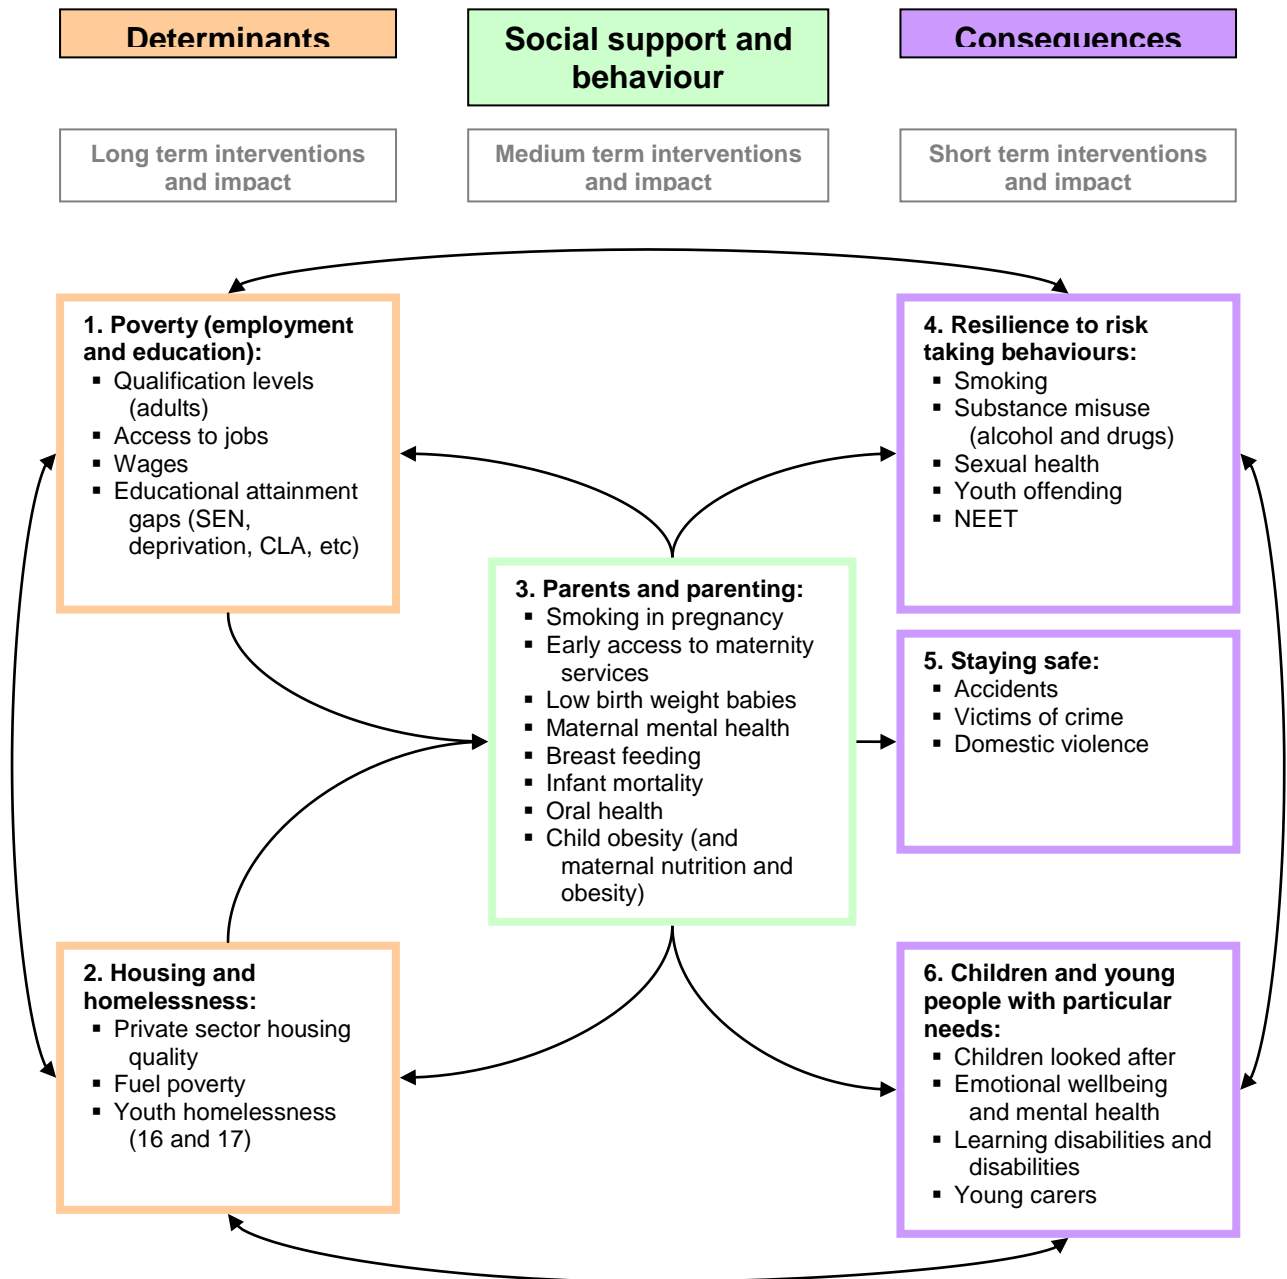 Determinants
Social support and
behaviour
Consequences
Long term interventions
and impact
Medium term interventions
and impact
Short term interventions
and impact
1. Poverty (employment
and education):
▪ Qualification levels
(adults)
▪ Access to jobs
▪ Wages
▪ Educational attainment
gaps (SEN,
deprivation, CLA, etc)
4. Resilience to risk
taking behaviours:
▪ Smoking
▪ Substance misuse
(alcohol and drugs)
▪ Sexual health
▪ Youth offending
▪ NEET
3. Parents and parenting:
▪ Smoking in pregnancy
▪ Early access to maternity
services
▪ Low birth weight babies
▪ Maternal mental health
▪ Breast feeding
▪ Infant mortality
▪ Oral health
▪ Child obesity (and
maternal nutrition and
obesity)
5. Staying safe:
▪ Accidents
▪ Victims of crime
▪ Domestic violence
2. Housing and
homelessness:
▪ Private sector housing
quality
▪ Fuel poverty
▪ Youth homelessness
(16 and 17)
6. Children and young
people with particular
needs:
▪ Children looked after
▪ Emotional wellbeing
and mental health
▪ Learning disabilities and
disabilities
▪ Young carers